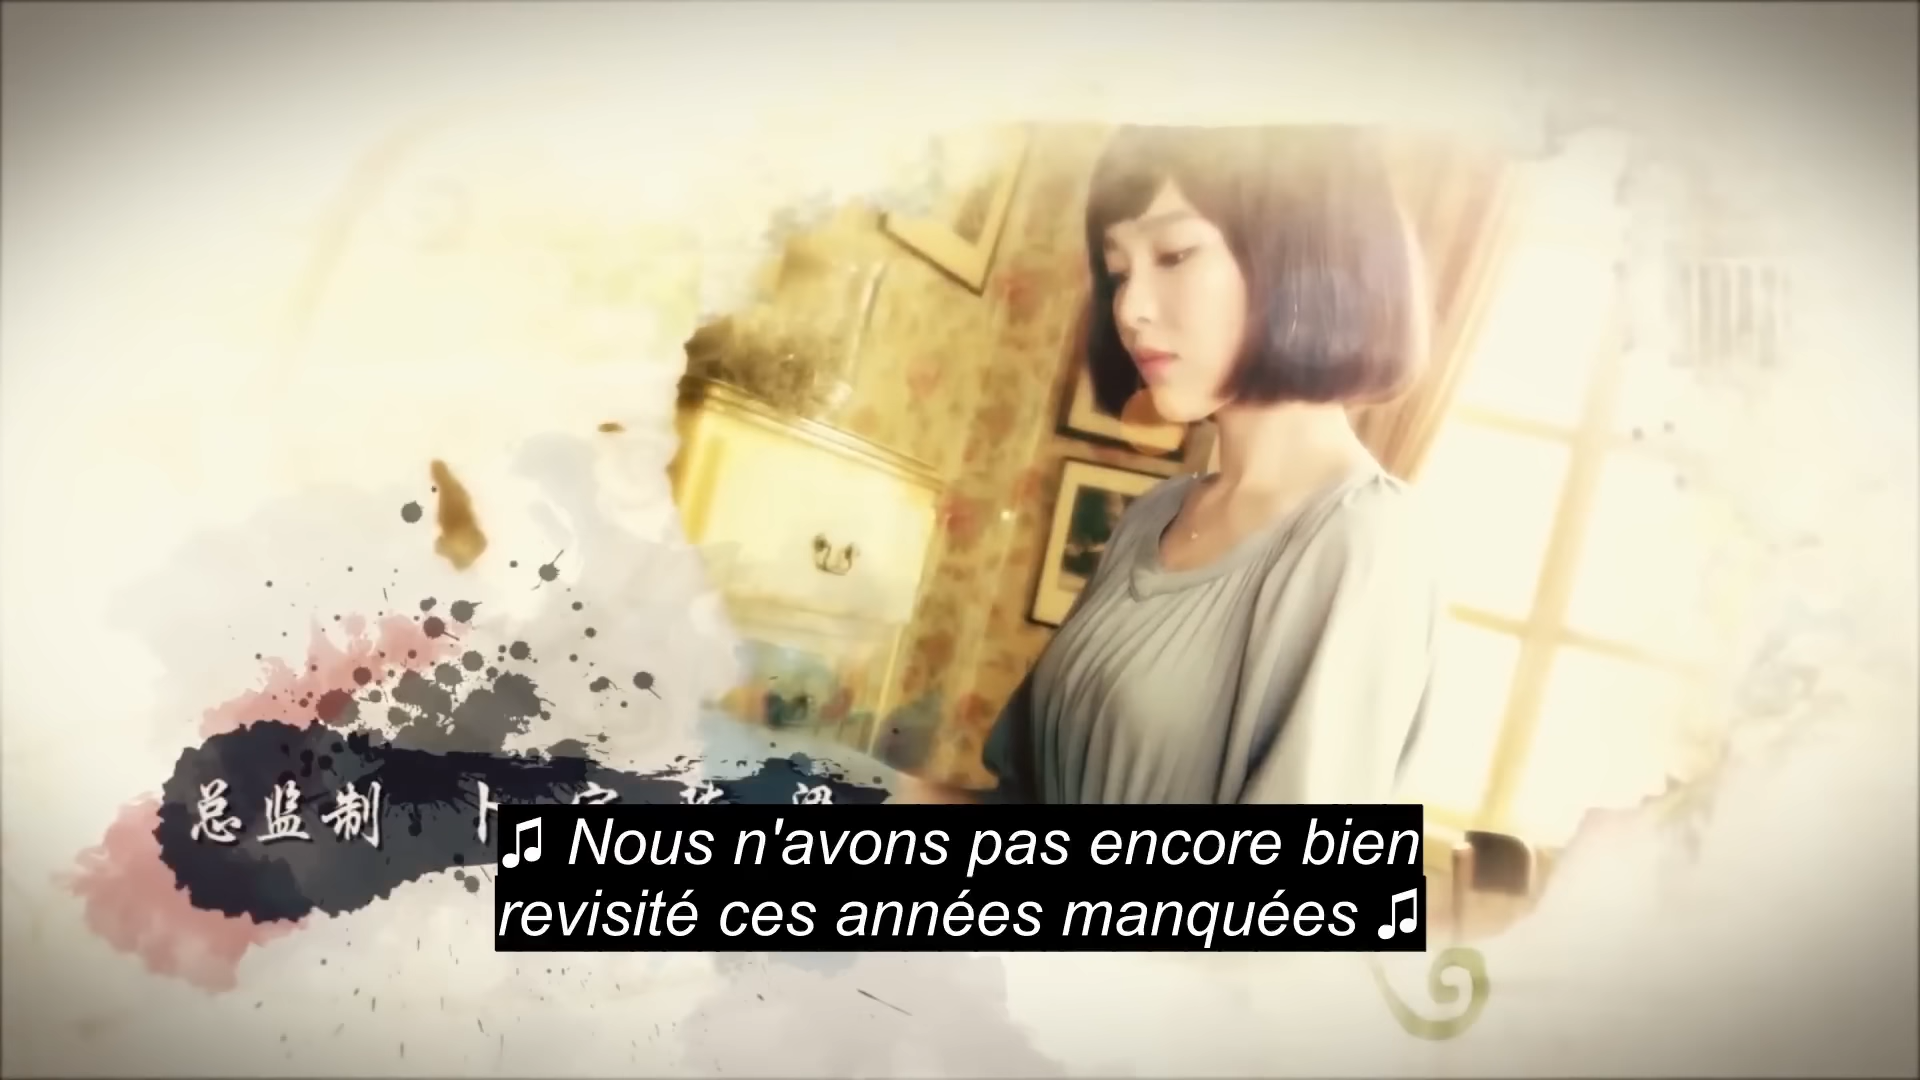 总监制
♫ Nous n'avons pas encore bien
revisité ces années manquées ♫